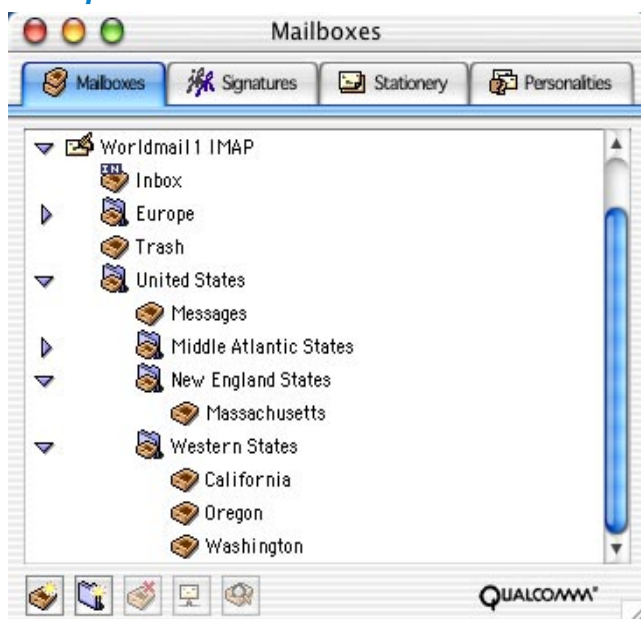 Mailboxes
Mailboxes Signatures Stationery Personalities
Worldmail1 IMAP
IN
Inbox
Europe
Trash
United States
Messages
Middle Atlantic States
New England States
Massachusetts
Western States
California
Oregon
Washington
QUALCOMM